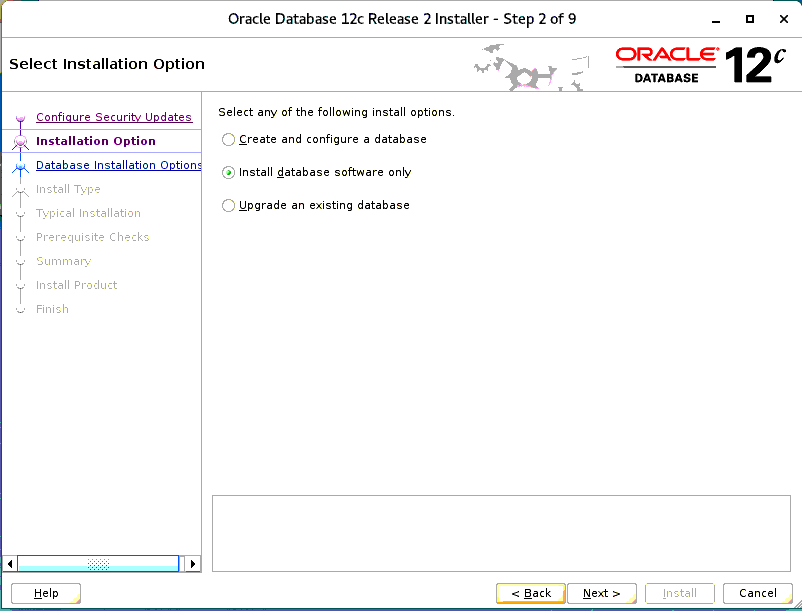 Oracle Database 12c Release 2 Installer - Step 2 of 9
Select Installation Option
ORACLE
DATABASE
12c
Configure Security Updates
Installation Option
Database Installation Options
Install Type
Typical Installation
Prerequisite Checks
Summary
Install Product
Finish
Select any of the following install options.
Create and configure a database
Install database software only
Upgrade an existing database
Help
< Back
Next >
Install
Cancel